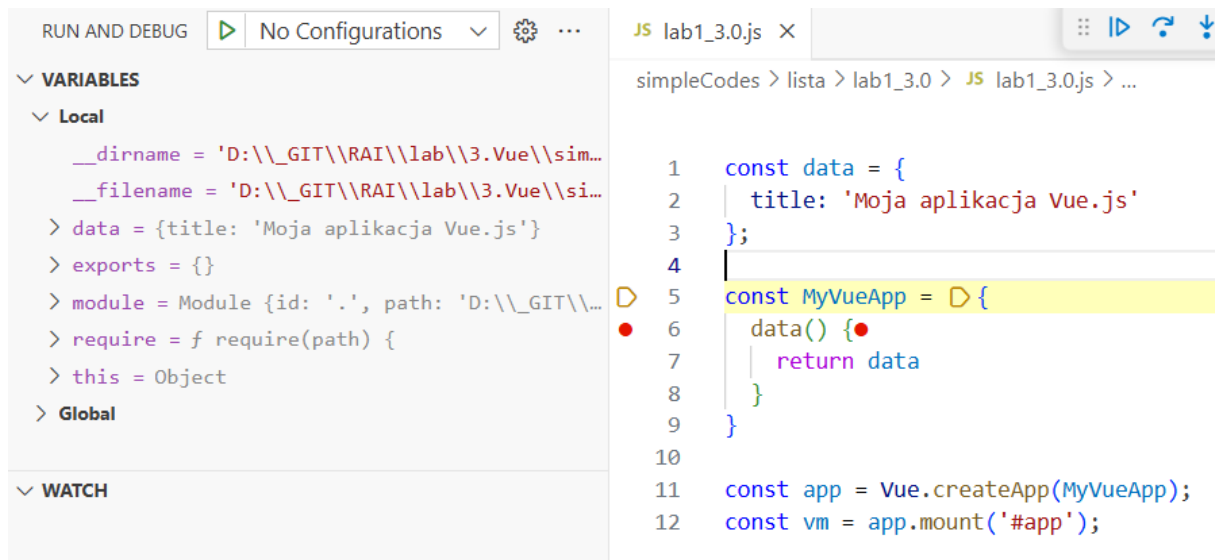 RUN AND DEBUG No Configurations ...
VARIABLES
Local
__dirname = 'D:\\_GIT\\RAI\\lab\\3.Vue\\sim…
__filename = 'D:\\_GIT\\RAI\\lab\\3.Vue\\si…
data = {title: 'Moja aplikacja Vue.js'}
exports = {}
module = Module {id: '.', path: 'D:\\_GIT\\…
require = ƒ require(path) {
this = Object
Global
WATCH
JS lab1_3.0.js ×
simpleCodes > lista > lab1_3.0 > JS lab1_3.0.js > ...
1 const data = {
2 title: 'Moja aplikacja Vue.js'
3 };
4
5 const MyVueApp = {
6 data() {
7 return data
8 }
9 }
10
11 const app = Vue.createApp(MyVueApp);
12 const vm = app.mount('#app');